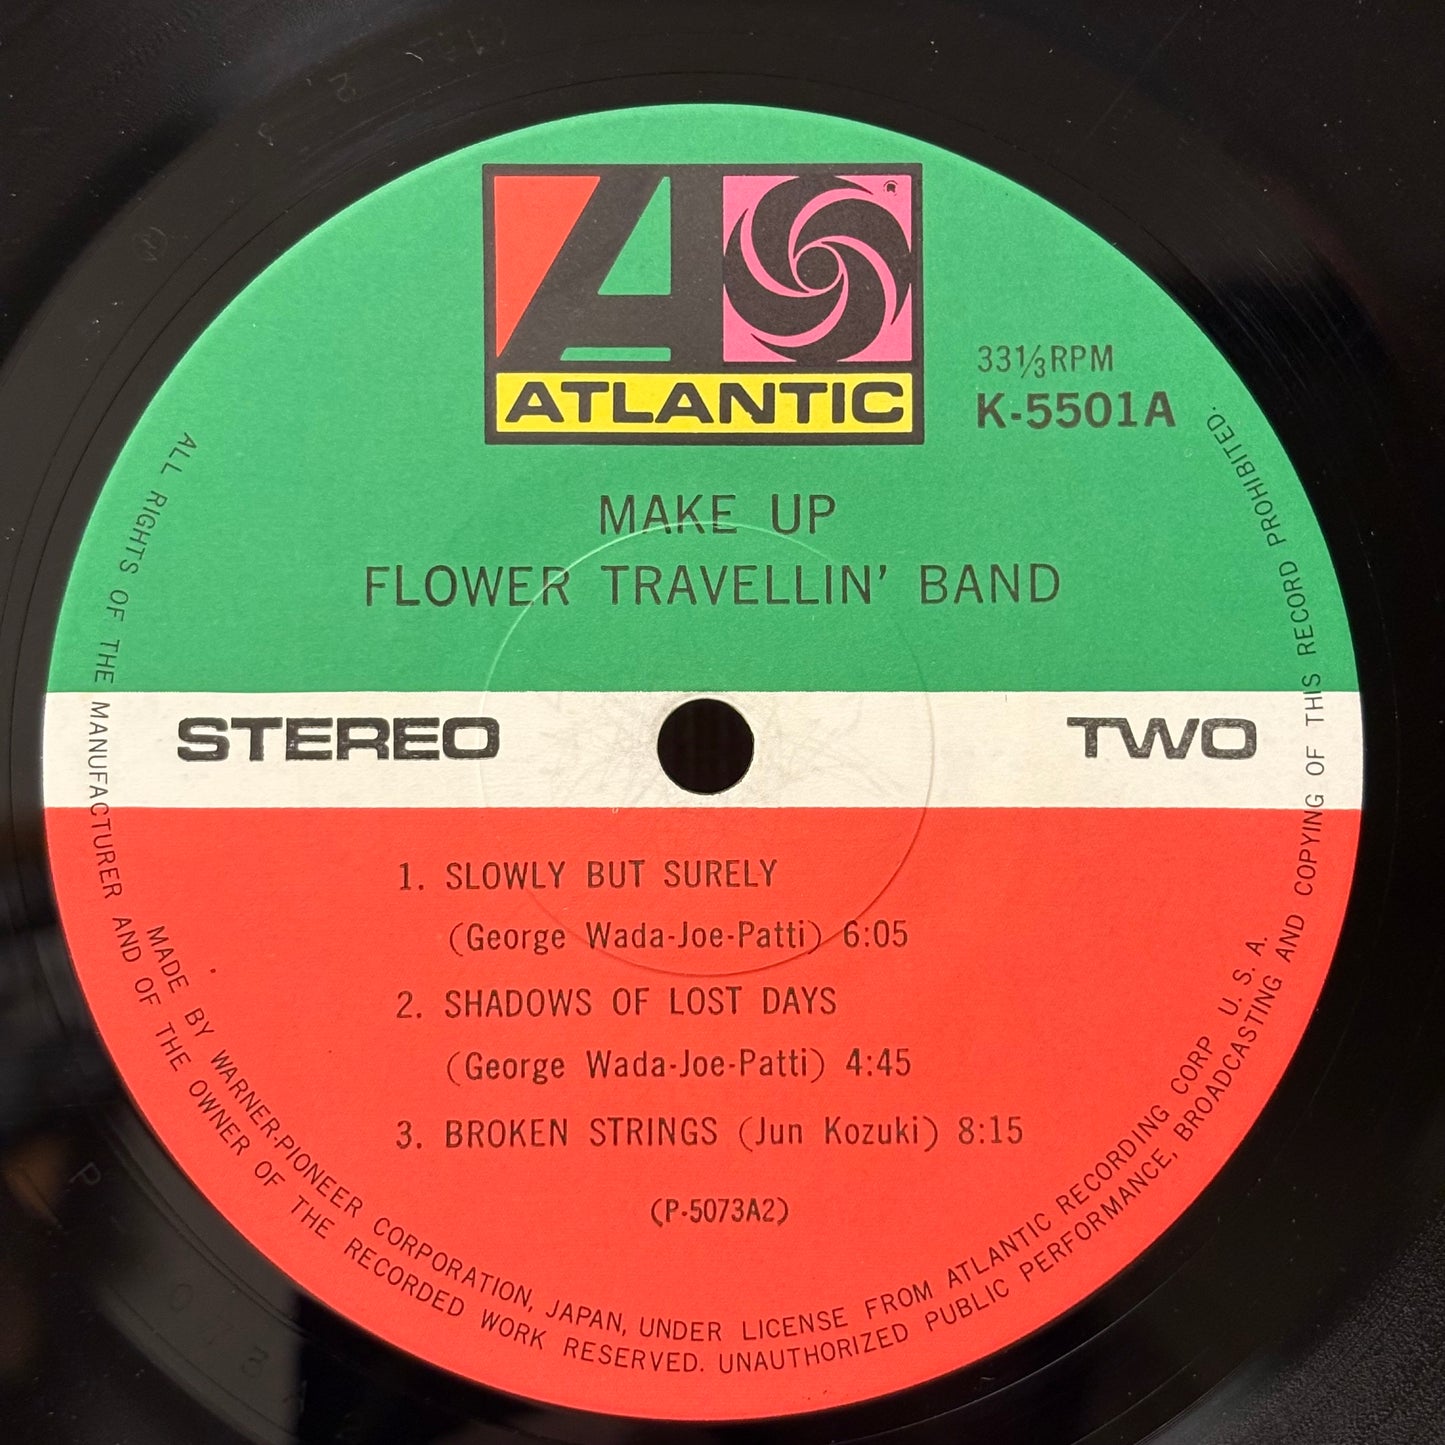 ATLANTIC
®
33⅓RPM
K-5501A
MAKE UP
FLOWER TRAVELLIN' BAND
STEREO
TWO
1. SLOWLY BUT SURELY
(George Wada-Joe-Patti) 6:05
2. SHADOWS OF LOST DAYS
(George Wada-Joe-Patti) 4:45
3. BROKEN STRINGS (Jun Kozuki) 8:15
(P-5073A2)
MADE BY WARNER-PIONEER CORPORATION, JAPAN, UNDER LICENSE FROM ATLANTIC RECORDING CORP U. S. A.
ALL RIGHTS OF THE MANUFACTURER AND OF THE OWNER OF THE RECORDED WORK RESERVED. UNAUTHORIZED PUBLIC PERFORMANCE, BROADCASTING AND COPYING OF THIS RECORD PROHIBITED.